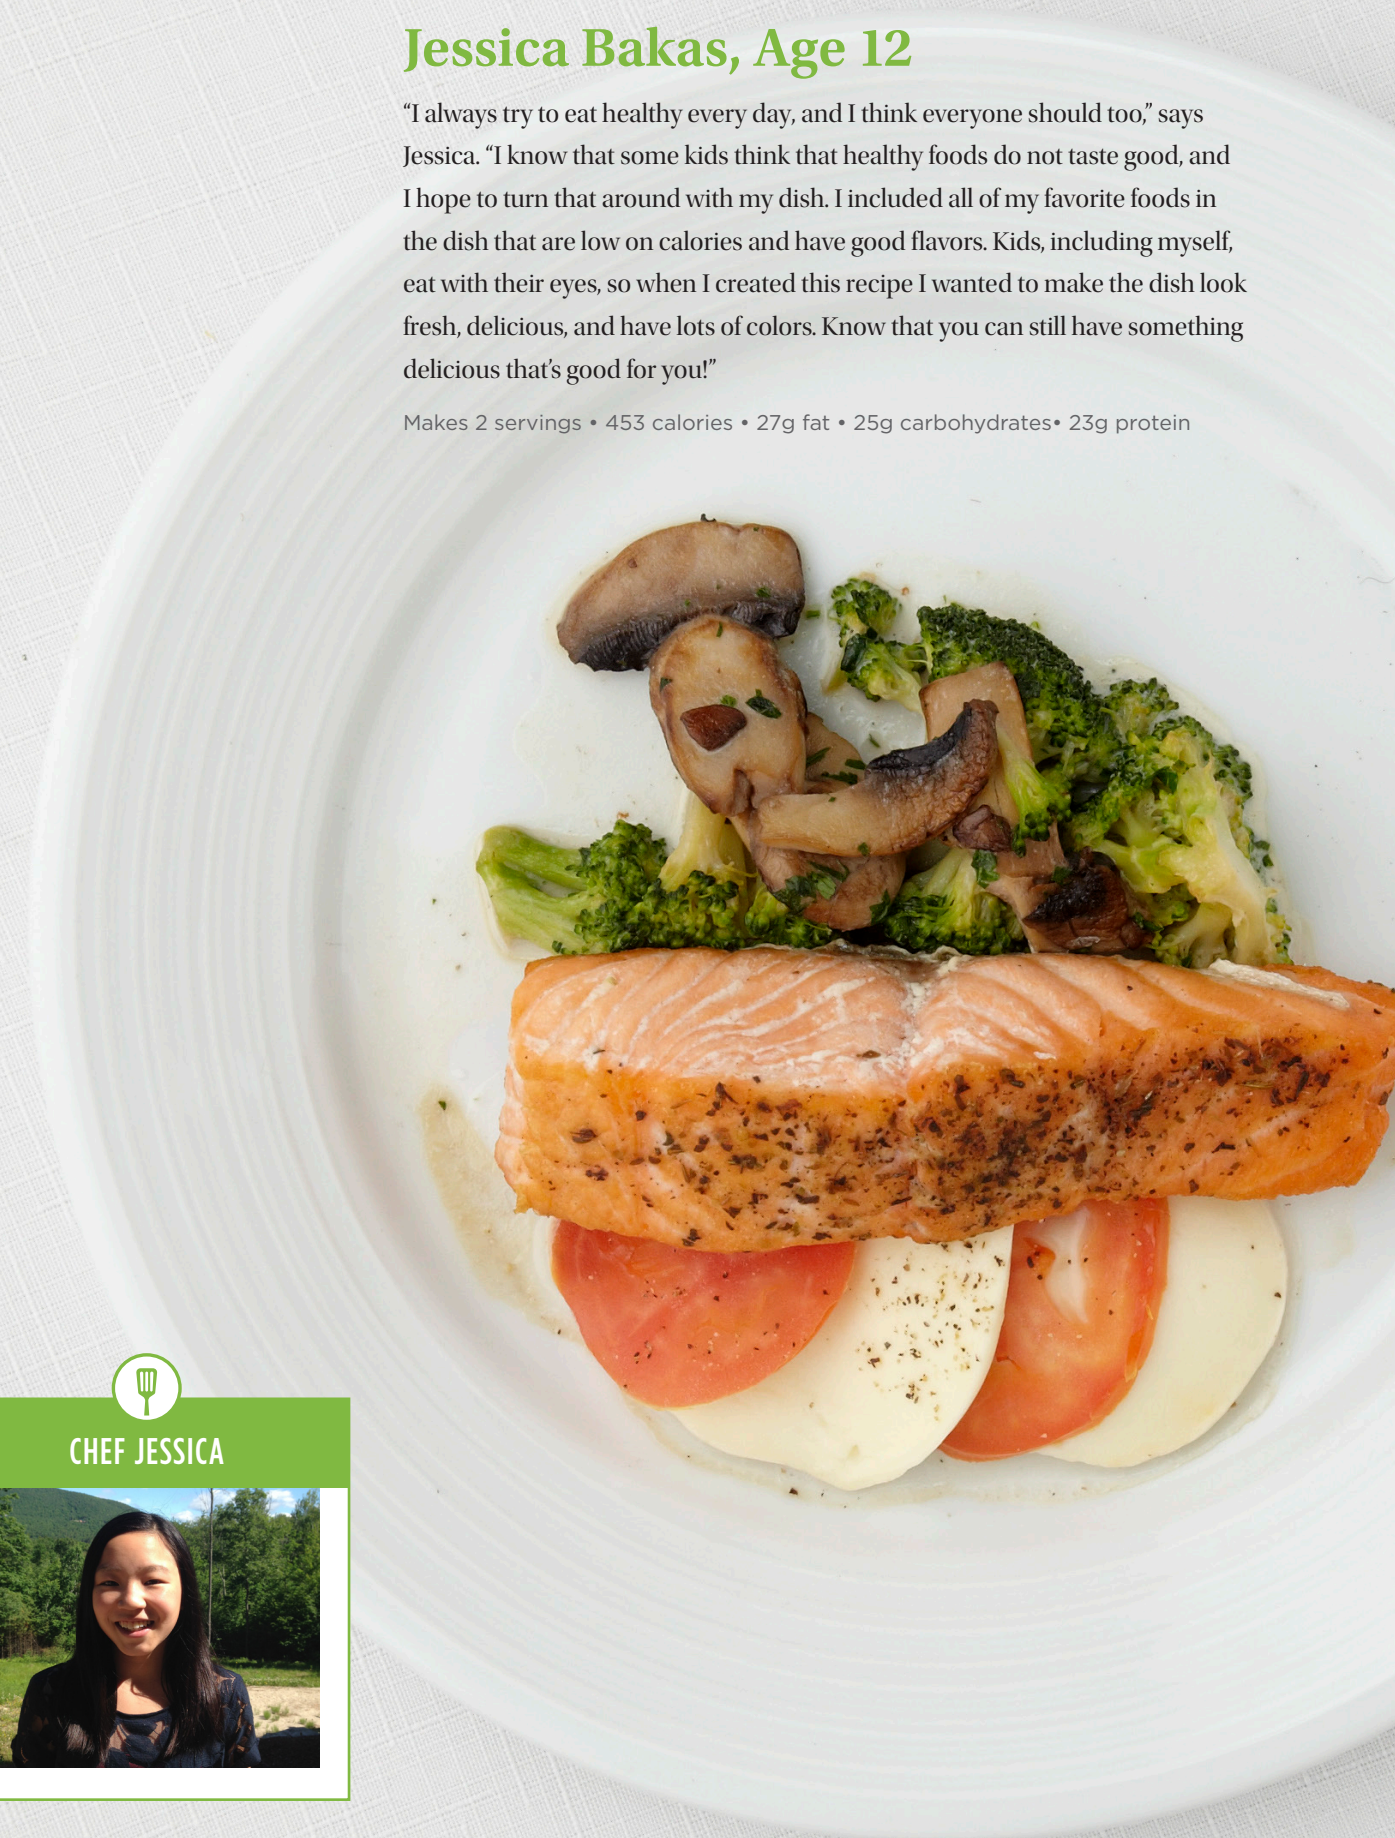 Jessica Bakas, Age 12
“I always try to eat healthy every day, and I think everyone should too,” says
Jessica. “I know that some kids think that healthy foods do not taste good, and
I hope to turn that around with my dish. I included all of my favorite foods in
the dish that are low on calories and have good flavors. Kids, including myself,
eat with their eyes, so when I created this recipe I wanted to make the dish look
fresh, delicious, and have lots of colors. Know that you can still have something
delicious that’s good for you!”
Makes 2 servings • 453 calories • 27g fat • 25g carbohydrates• 23g protein
CHEF JESSICA